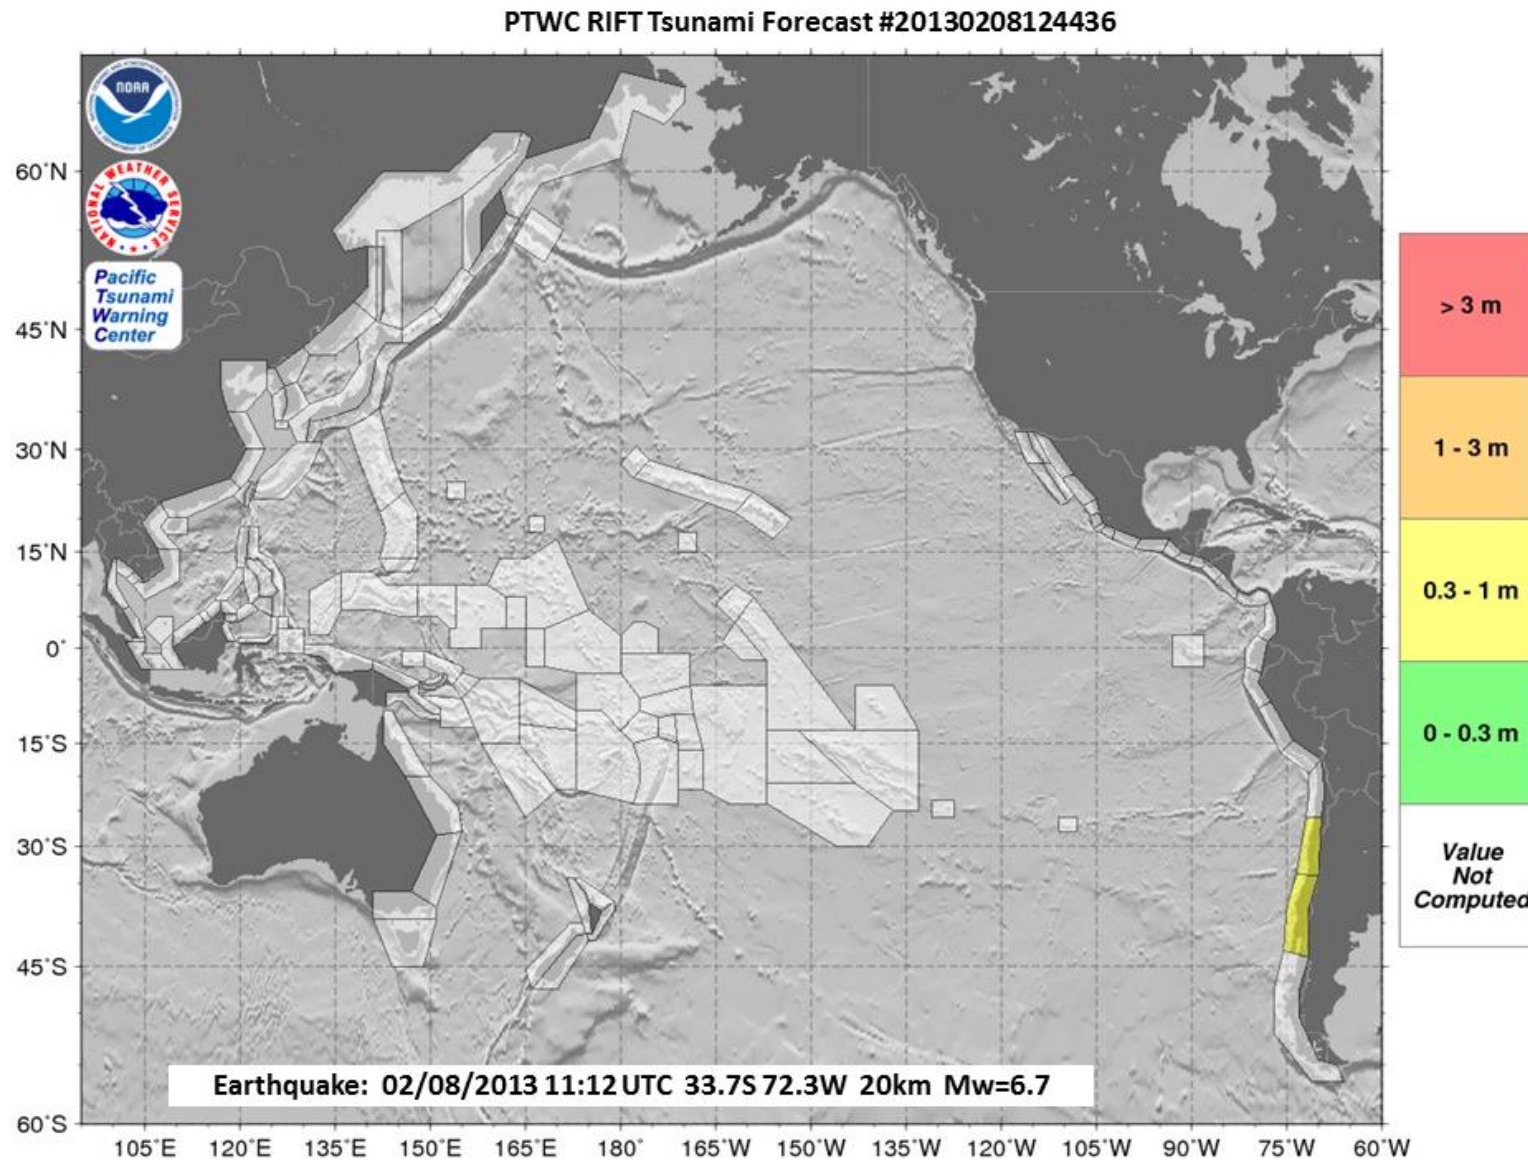 PTWC RIFT Tsunami Forecast #20130208124436
NOAA
NATIONAL WEATHER SERVICE
Pacific
Tsunami
Warning
Center
60°N
45°N
30°N
15°N
0°
15°S
30°S
45°S
60°S
> 3 m
1 - 3 m
0.3 - 1 m
0 - 0.3 m
Value
Not
Computed
Earthquake: 02/08/2013 11:12 UTC 33.7S 72.3W 20km Mw=6.7
105°E 120°E 135°E 150°E 165°E 180° 165°W 150°W 135°W 120°W 105°W 90°W 75°W 60°W